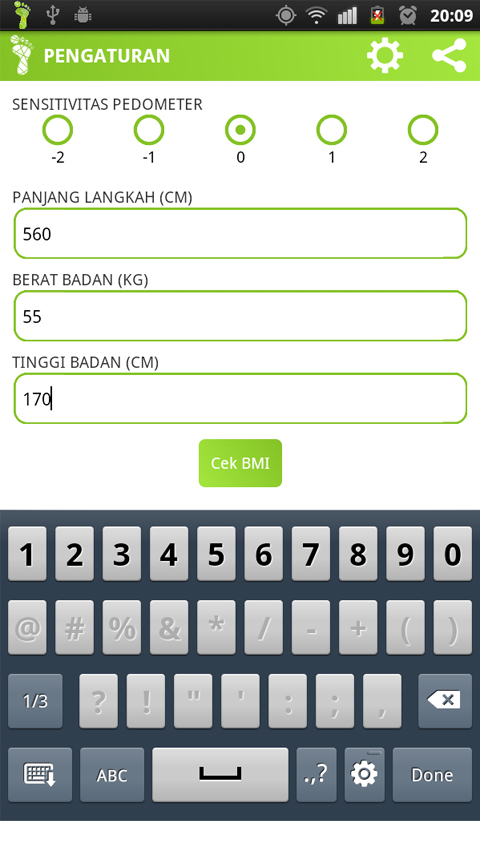 20:09
PENGATURAN
SENSITIVITAS PEDOMETER
-2 -1 0 1 2
PANJANG LANGKAH (CM)
560
BERAT BADAN (KG)
55
TINGGI BADAN (CM)
170
Cek BMI
1 2 3 4 5 6 7 8 9 0
@ # % & * / - + ( )
1/3 ? ! " ' : ; ,
ABC .,? Done